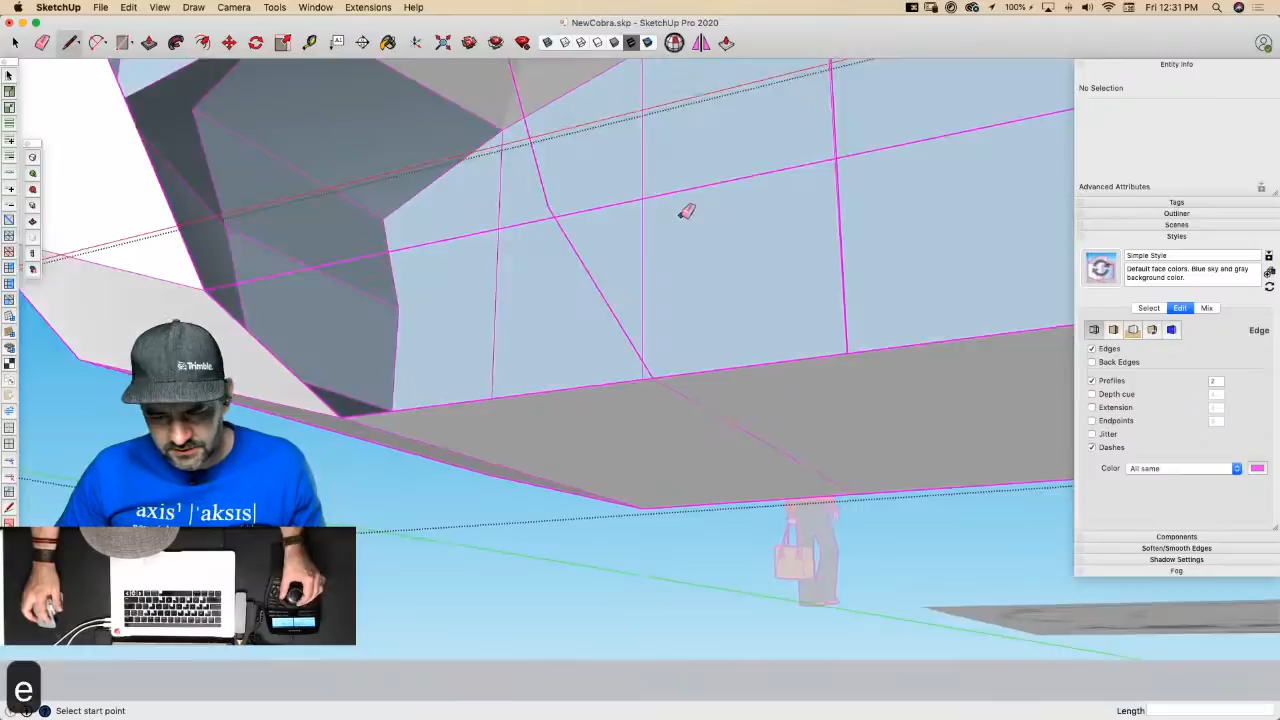 SketchUp File Edit View Draw Camera Tools Window Extensions Help
100% Fri 12:31 PM
NewCobra.skp - SketchUp Pro 2020
Entity Info
No Selection
Advanced Attributes
Tags
Outliner
Scenes
Styles
Simple Style
Default face colors. Blue sky and gray
background color.
Select Edit Mix
Edge
Edges
Back Edges
Profiles 2
Depth cue
Extension
Endpoints
Jitter
Dashes
Color All same
Components
Soften/Smooth Edges
Shadow Settings
Fog
Trimble
axis¹ |ˈaksɪs|
e
Select start point
Length